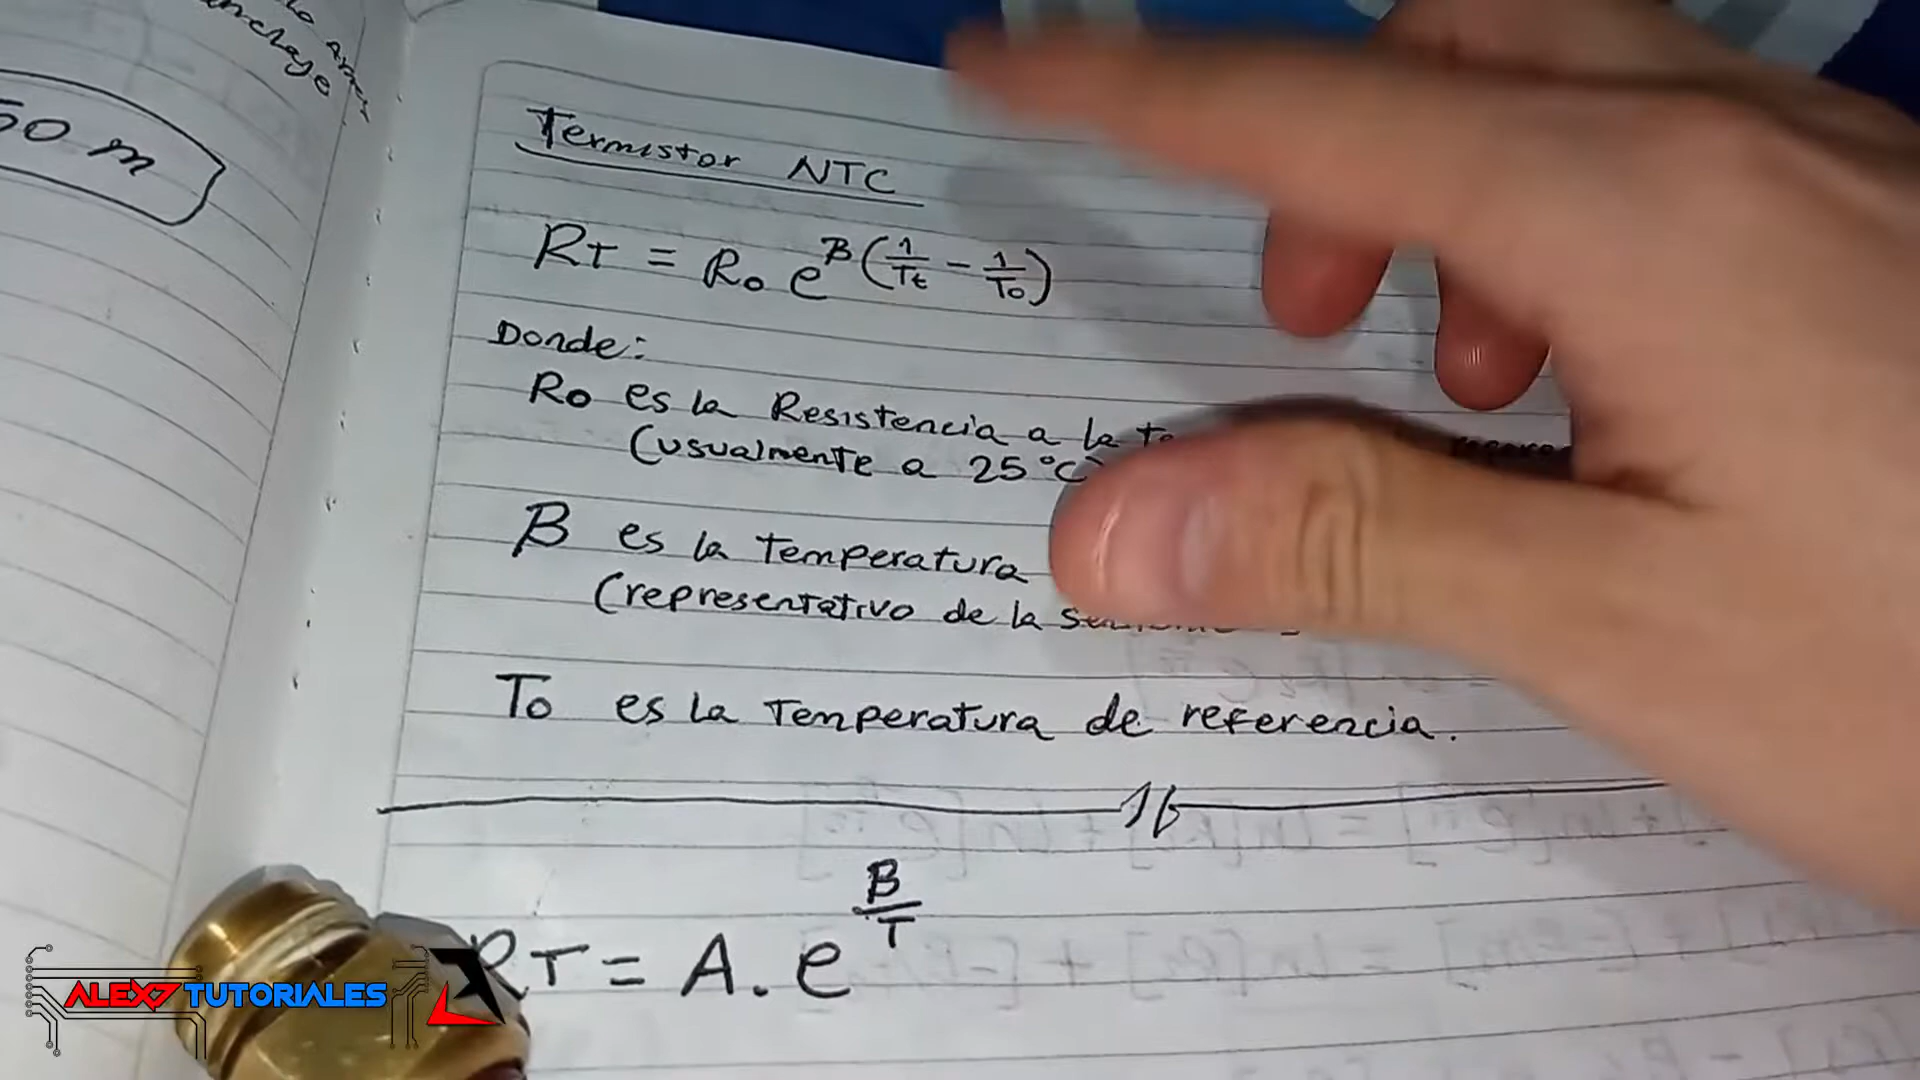 50 m
Termistor NTC
RT = Ro e^β(1/Tt - 1/To)
Donde:
Ro es la Resistencia a la
(usualmente a 25°C)
β es la Temperatura
(representativo de la
To es la Temperatura de referencia.
RT = A. e^B/T
ALEX7 TUTORIALES